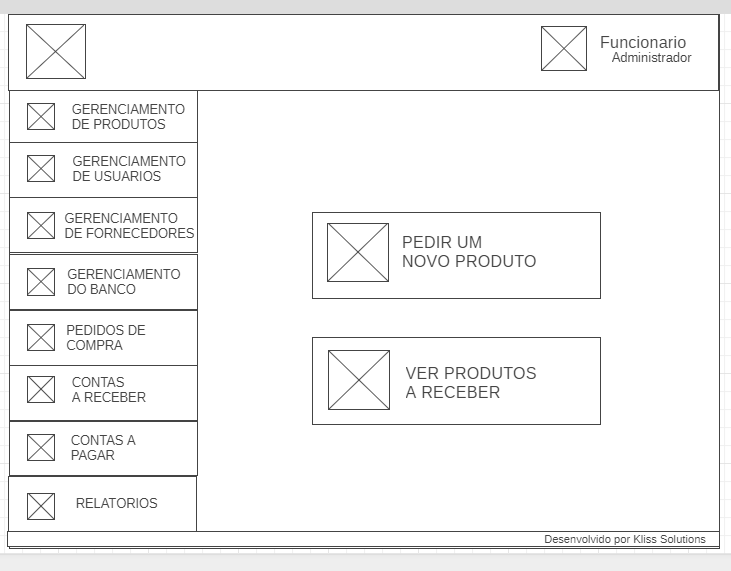 Funcionario
Administrador
GERENCIAMENTO
DE PRODUTOS
GERENCIAMENTO
DE USUARIOS
GERENCIAMENTO
DE FORNECEDORES
GERENCIAMENTO
DO BANCO
PEDIDOS DE
COMPRA
CONTAS
A RECEBER
CONTAS A
PAGAR
RELATORIOS
PEDIR UM
NOVO PRODUTO
VER PRODUTOS
A RECEBER
Desenvolvido por Kliss Solutions